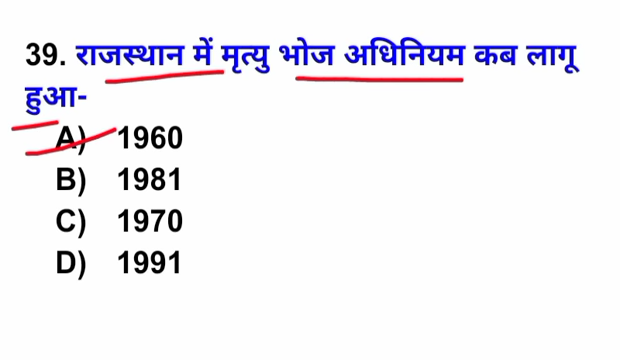 39. राजस्थान में मृत्यु भोज अधिनियम कब लागू
हुआ-
A) 1960
B) 1981
C) 1970
D) 1991